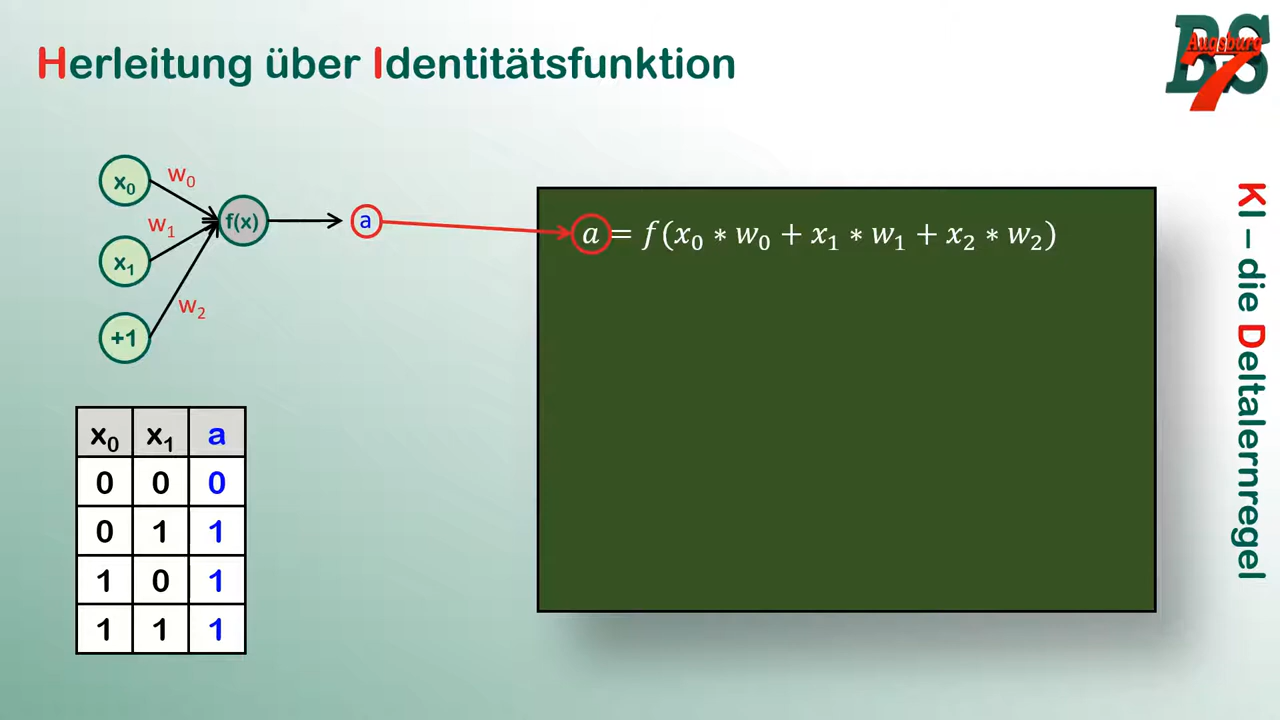 Herleitung über Identitätsfunktion
BS
Augsburg
7
x₀
w₀
w₁
f(x)
a
x₁
w₂
+1
a = f(x₀ * w₀ + x₁ * w₁ + x₂ * w₂)
x₀ x₁ a
0 0 0
0 1 1
1 0 1
1 1 1
KI – die Deltalernregel